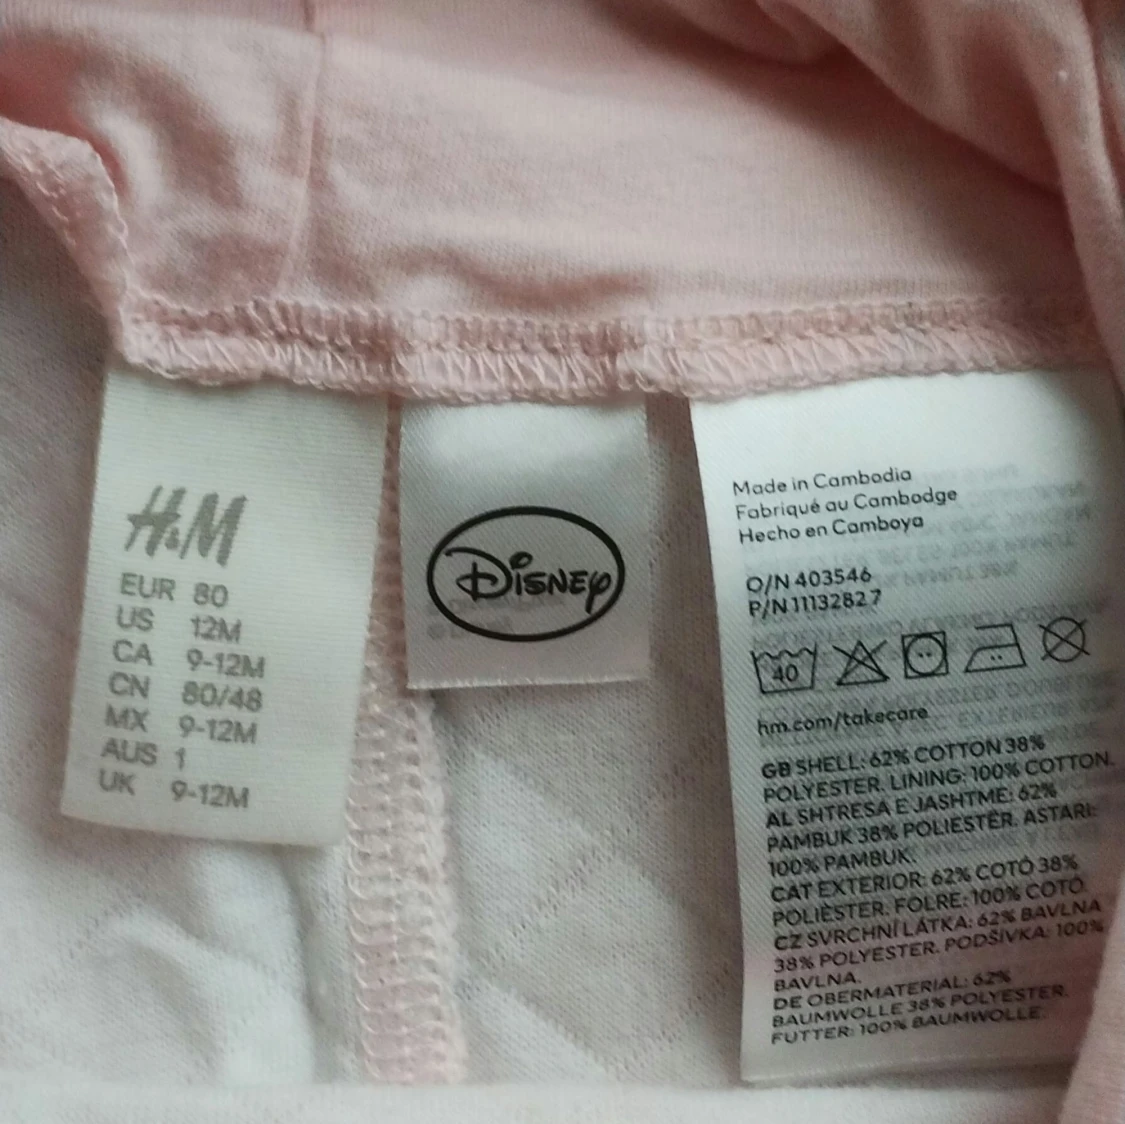 H&M
EUR 80
US 12M
CA 9-12M
CN 80/48
MX 9-12M
AUS 1
UK 9-12M
Disney
Made in Cambodia
Fabriqué au Cambodge
Hecho en Camboya
O/N 403546
P/N 11132827
40
hm.com/takecare
GB SHELL: 62% COTTON 38%
POLYESTER. LINING: 100% COTTON.
AL SHTRESA E JASHTME: 62%
PAMBUK 38% POLIESTËR. ASTARI:
100% PAMBUK.
CAT EXTERIOR: 62% COTÓ 38%
POLIÈSTER. FOLRE: 100% COTÓ.
CZ SVRCHNÍ LÁTKA: 62% BAVLNA
38% POLYESTER. PODŠÍVKA: 100%
BAVLNA.
DE OBERMATERIAL: 62%
BAUMWOLLE 38% POLYESTER.
FUTTER: 100% BAUMWOLLE.